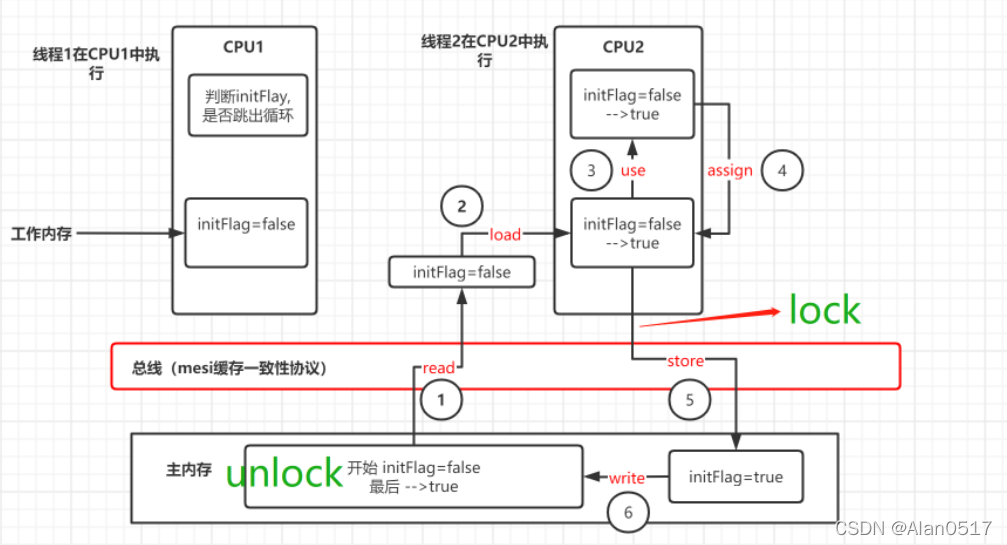 线程1在CPU1中执
行
CPU1
判断initFlay,
是否跳出循环
initFlag=false
工作内存
线程2在CPU2中执
行
CPU2
initFlag=false
-->true
3
use
assign
4
2
load
initFlag=false
-->true
initFlag=false
lock
总线（mesi缓存一致性协议）
read
1
store
5
主内存
unlock
开始 initFlag=false
最后 -->true
write
6
initFlag=true
CSDN @Alan0517